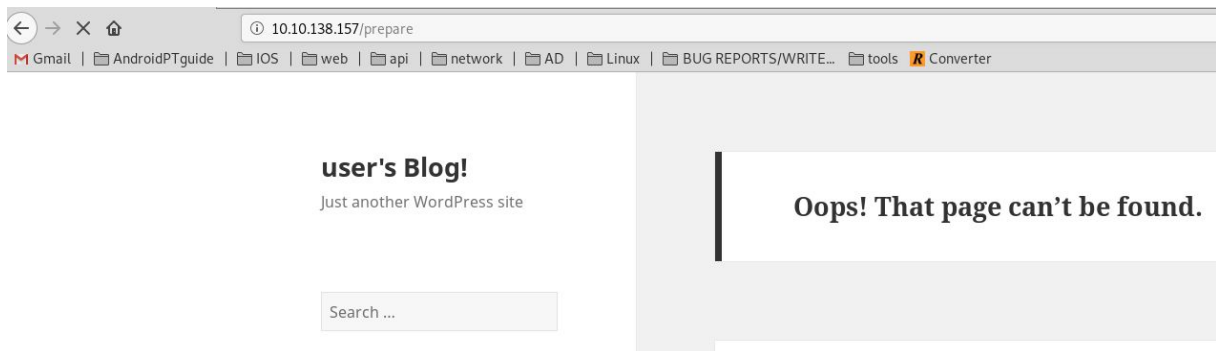 10.10.138.157/prepare
M Gmail | AndroidPTguide | IOS | web | api | network | AD | Linux | BUG REPORTS/WRITE... tools R Converter
user's Blog!
Just another WordPress site
Oops! That page can’t be found.
Search ...